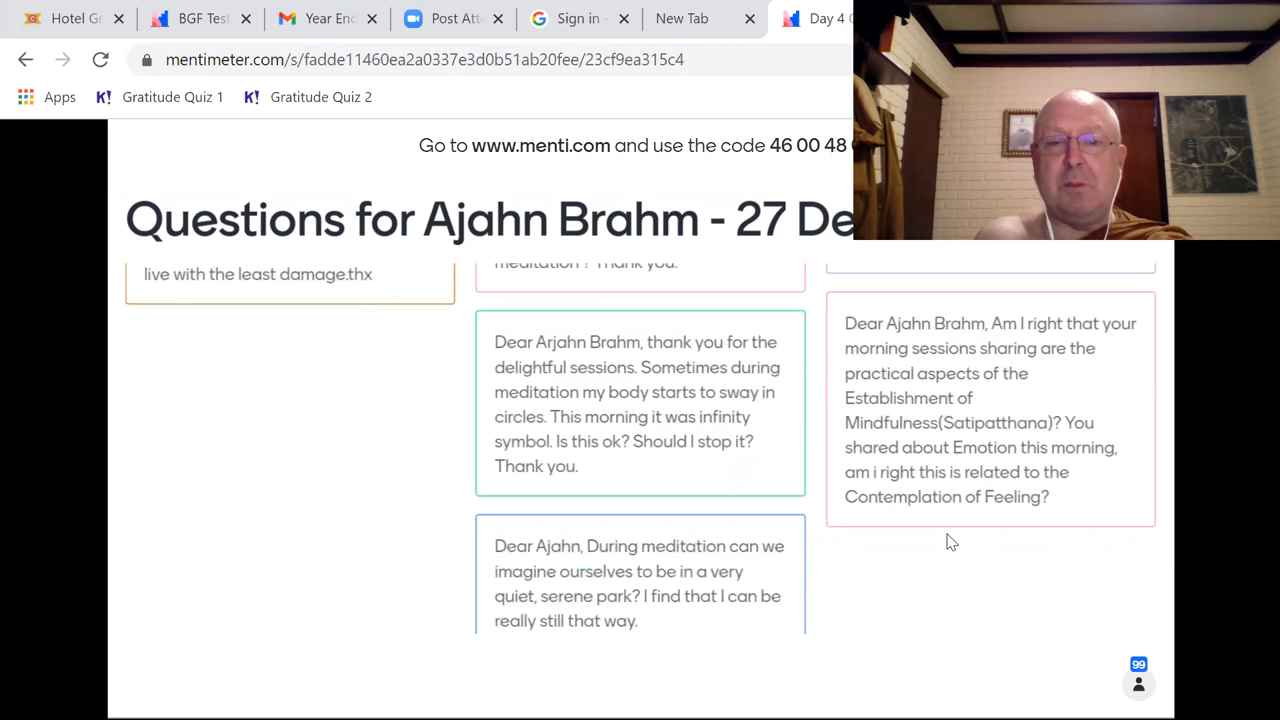 Hotel Gr
BGF Test
Year End
Post Att
Sign in -
New Tab
Day 4
mentimeter.com/s/fadde11460ea2a0337e3d0b51ab20fee/23cf9ea315c4
Apps
K! Gratitude Quiz 1
K! Gratitude Quiz 2
Go to www.menti.com and use the code 46 00 48
Questions for Ajahn Brahm - 27 De
live with the least damage.thx
meditation ? Thank you.
Dear Arjahn Brahm, thank you for the
delightful sessions. Sometimes during
meditation my body starts to sway in
circles. This morning it was infinity
symbol. Is this ok? Should I stop it?
Thank you.
Dear Ajahn, During meditation can we
imagine ourselves to be in a very
quiet, serene park? I find that I can be
really still that way.
Dear Ajahn Brahm, Am I right that your
morning sessions sharing are the
practical aspects of the
Establishment of
Mindfulness(Satipatthana)? You
shared about Emotion this morning,
am i right this is related to the
Contemplation of Feeling?
99